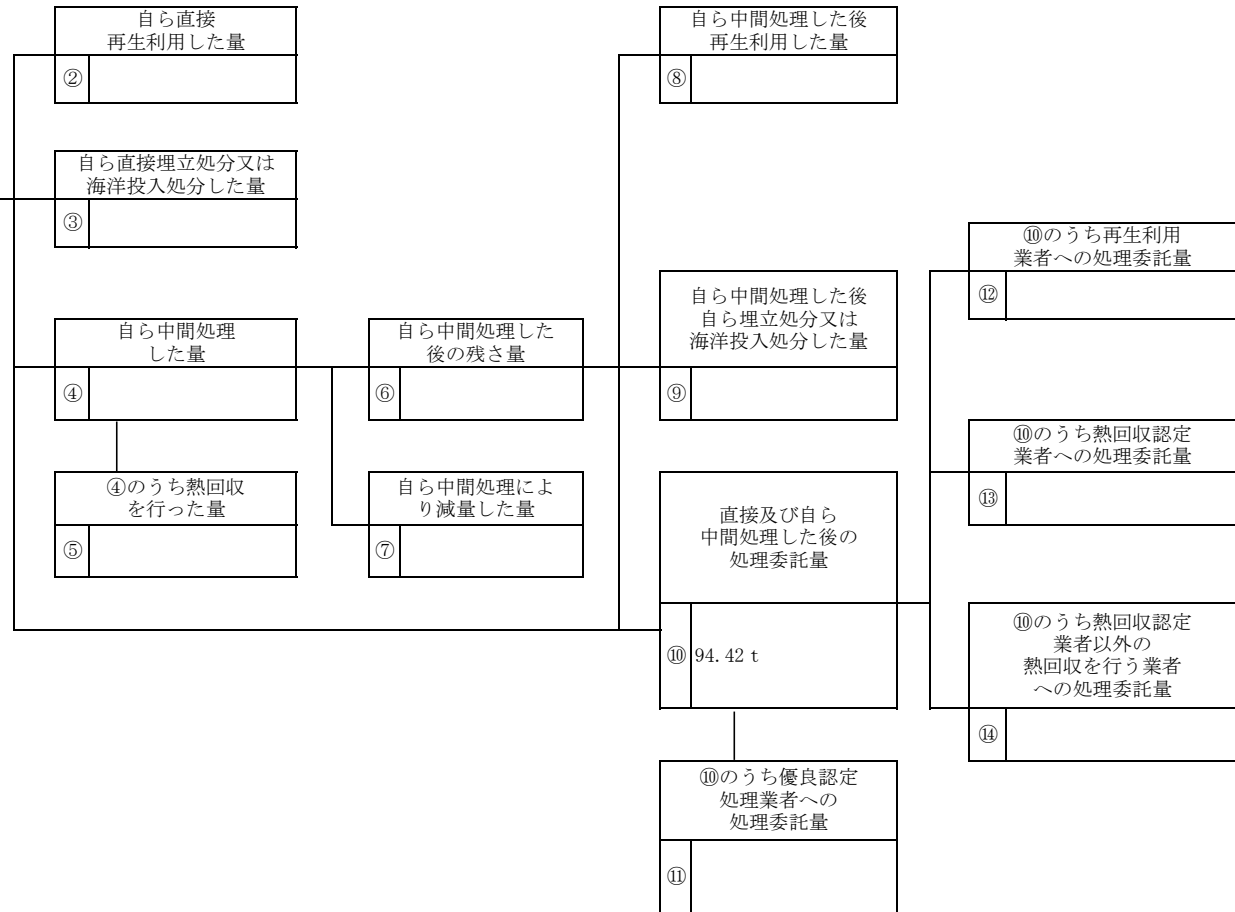 自ら直接
再生利用した量
②
自ら中間処理した後
再生利用した量
⑧
自ら直接埋立処分又は
海洋投入処分した量
③
⑩のうち再生利用
業者への処理委託量
⑫
自ら中間処理
した量
④
自ら中間処理した
後の残さ量
⑥
自ら中間処理した後
自ら埋立処分又は
海洋投入処分した量
⑨
⑩のうち熱回収認定
業者への処理委託量
⑬
④のうち熱回収
を行った量
⑤
自ら中間処理によ
り減量した量
⑦
直接及び自ら
中間処理した後の
処理委託量
⑩ 94.42 t
⑩のうち熱回収認定
業者以外の
熱回収を行う業者
への処理委託量
⑭
⑩のうち優良認定
処理業者への
処理委託量
⑪